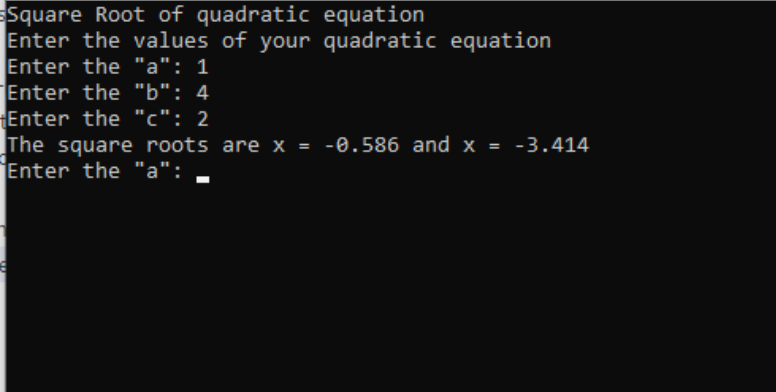 Square Root of quadratic equation
Enter the values of your quadratic equation
Enter the "a": 1
Enter the "b": 4
Enter the "c": 2
The square roots are x = -0.586 and x = -3.414
Enter the "a":